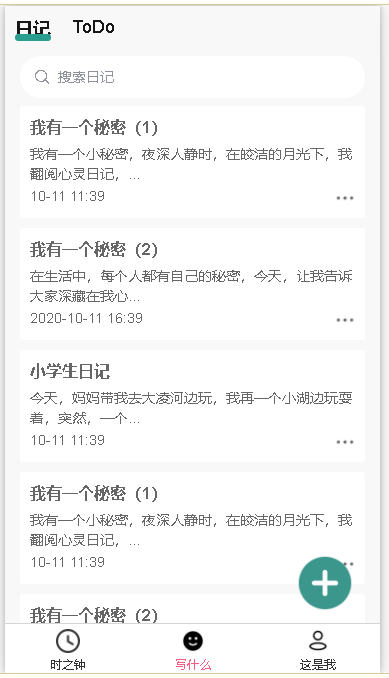 日记 ToDo
搜索日记
我有一个秘密（1）
我有一个小秘密，夜深人静时，在皎洁的月光下，我
翻阅心灵日记，...
10-11 11:39
我有一个秘密（2）
在生活中，每个人都有自己的秘密，今天，让我告诉
大家深藏在我心...
2020-10-11 16:39
小学生日记
今天，妈妈带我去大凌河边玩，我再一个小湖边玩耍
着，突然，一个...
10-11 11:39
我有一个秘密（1）
我有一个小秘密，夜深人静时，在皎洁的月光下，我
翻阅心灵日记，...
10-11 11:39
我有一个秘密（2）
时之钟 写什么 这是我